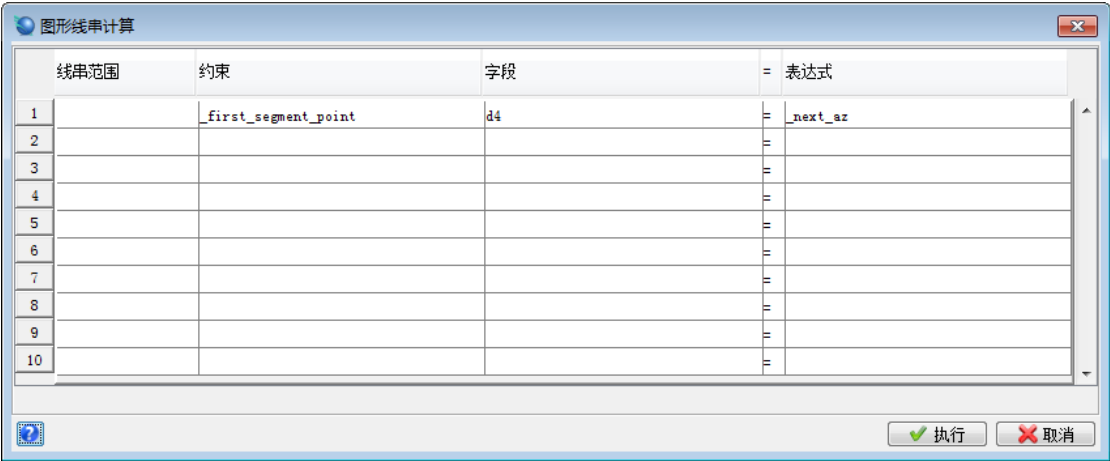 图形线串计算
线串范围 约束 字段 = 表达式
1 _first_segment_point d4 = _next_az
2 =
3 =
4 =
5 =
6 =
7 =
8 =
9 =
10 =
? 执行 取消